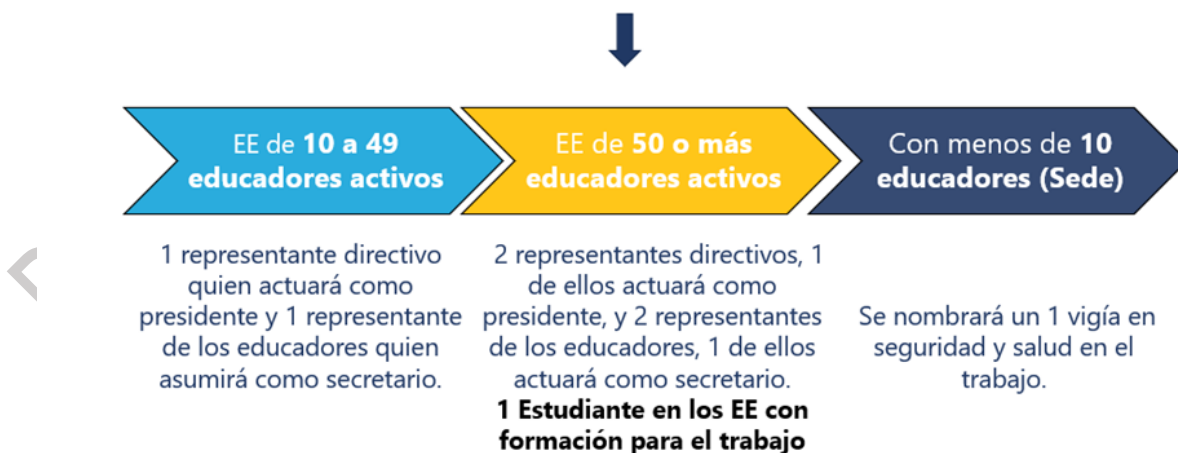 EE de 10 a 49
educadores activos
EE de 50 o más
educadores activos
Con menos de 10
educadores (Sede)
1 representante directivo
quien actuará como
presidente y 1 representante
de los educadores quien
asumirá como secretario.
2 representantes directivos, 1
de ellos actuará como
presidente, y 2 representantes
de los educadores, 1 de ellos
actuará como secretario.
1 Estudiante en los EE con
formación para el trabajo
Se nombrará un 1 vigía en
seguridad y salud en el
trabajo.